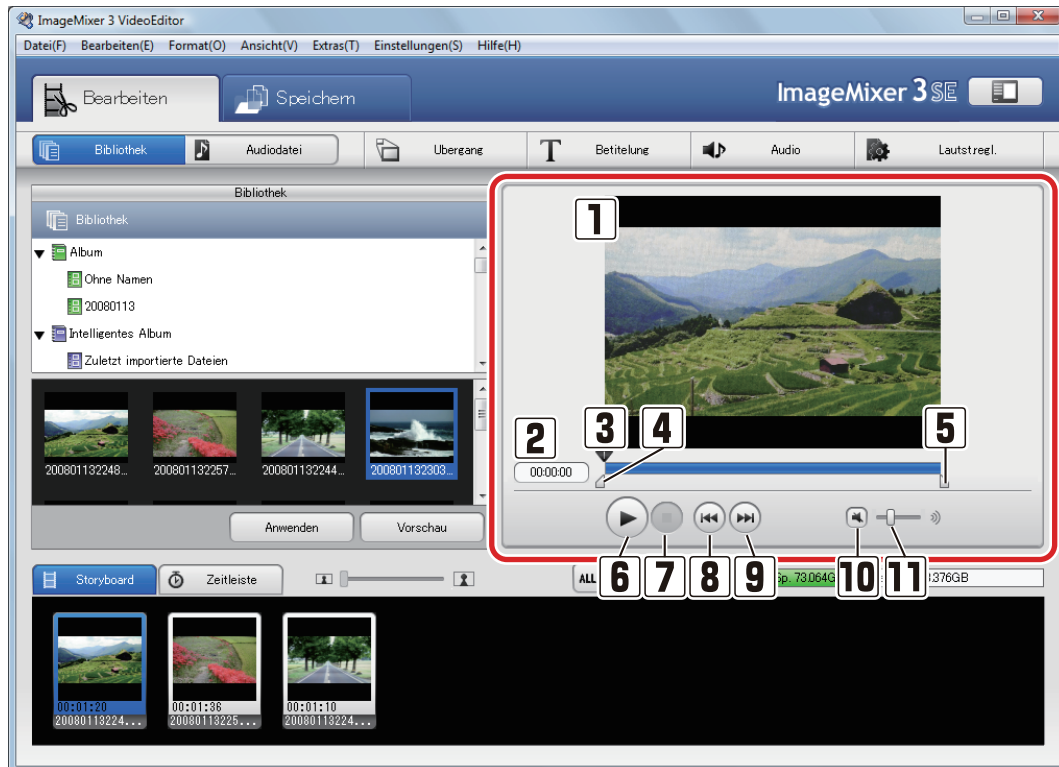 ImageMixer 3 VideoEditor
Datei(F) Bearbeiten(E) Format(O) Ansicht(V) Extras(T) Einstellungen(S) Hilfe(H)
Bearbeiten
Speichern
ImageMixer 3 SE
Bibliothek
Audiodatei
Übergang
T
Betitelung
Audio
Lautstregl.
Bibliothek
Bibliothek
Album
Ohne Namen
20080113
Intelligentes Album
Zuletzt importierte Dateien
1
2
3
4
5
200801132248...
200801132257...
200801132244...
200801132303...
00:00:00
Anwenden
Vorschau
6
7
8
9
10
11
Storyboard
Zeitleiste
ALL
Sp. 73.064G
.376GB
00:01:20
20080113224...
00:01:36
20080113225...
00:01:10
20080113224...